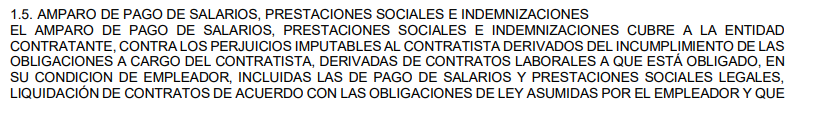 1.5. AMPARO DE PAGO DE SALARIOS, PRESTACIONES SOCIALES E INDEMNIZACIONES
EL AMPARO DE PAGO DE SALARIOS, PRESTACIONES SOCIALES E INDEMNIZACIONES CUBRE A LA ENTIDAD
CONTRATANTE, CONTRA LOS PERJUICIOS IMPUTABLES AL CONTRATISTA DERIVADOS DEL INCUMPLIMIENTO DE LAS
OBLIGACIONES A CARGO DEL CONTRATISTA, DERIVADAS DE CONTRATOS LABORALES A QUE ESTÁ OBLIGADO, EN
SU CONDICION DE EMPLEADOR, INCLUIDAS LAS DE PAGO DE SALARIOS Y PRESTACIONES SOCIALES LEGALES,
LIQUIDACIÓN DE CONTRATOS DE ACUERDO CON LAS OBLIGACIONES DE LEY ASUMIDAS POR EL EMPLEADOR Y QUE